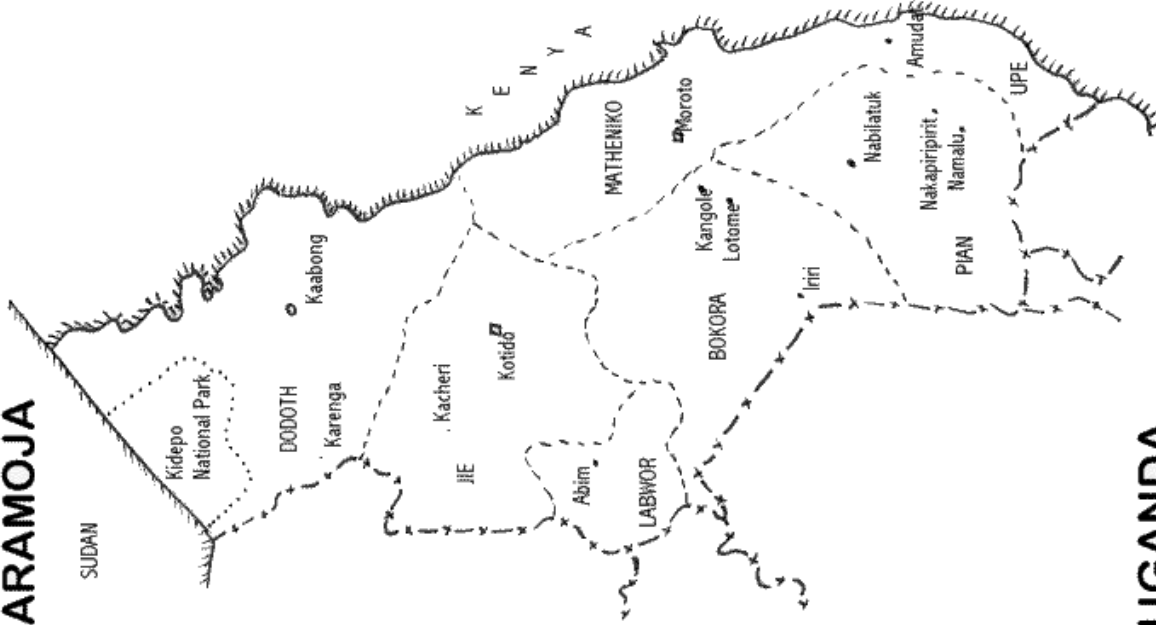 ARAMOJA
SUDAN
Kidepo
National Park
DODOTH
Karenga
Kaabong
K E N Y A
Kacheri
JIE
Kotido
Abim
LABWOR
MATHENIKO
Moroto
Kangole
Lotome
BOKORA
Iriri
Nabilatuk
Amudat
Nakapiripirit
Namalu
PIAN
UPE
UGANDA